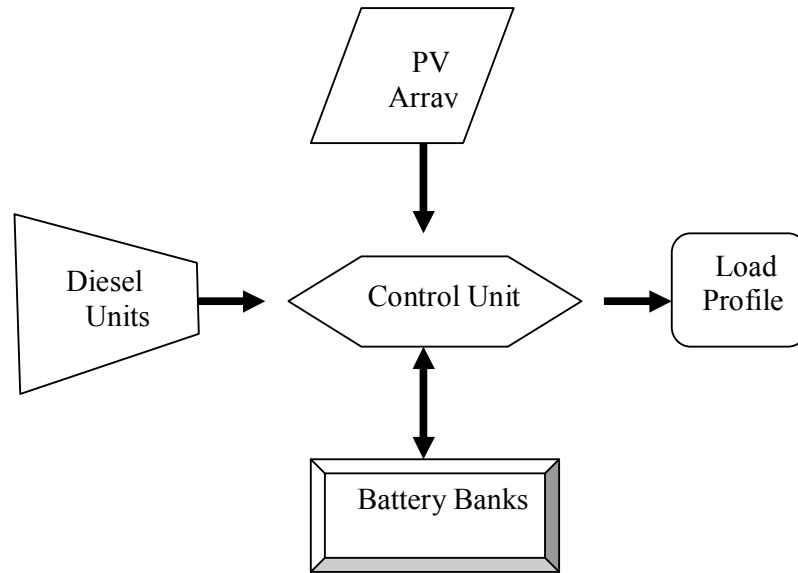 PV
Arrav
Diesel
Units
Control Unit
Load
Profile
Battery Banks